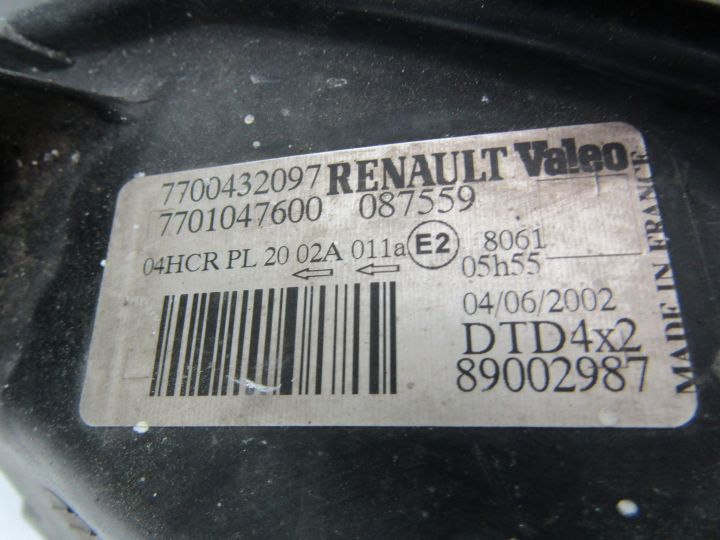 7700432097 RENAULT Valeo
7701047600 087559
04HCR PL 20 02A 011a E2 8061
05h55
04/06/2002
DTD4x2
89002987
MADE IN FRANCE